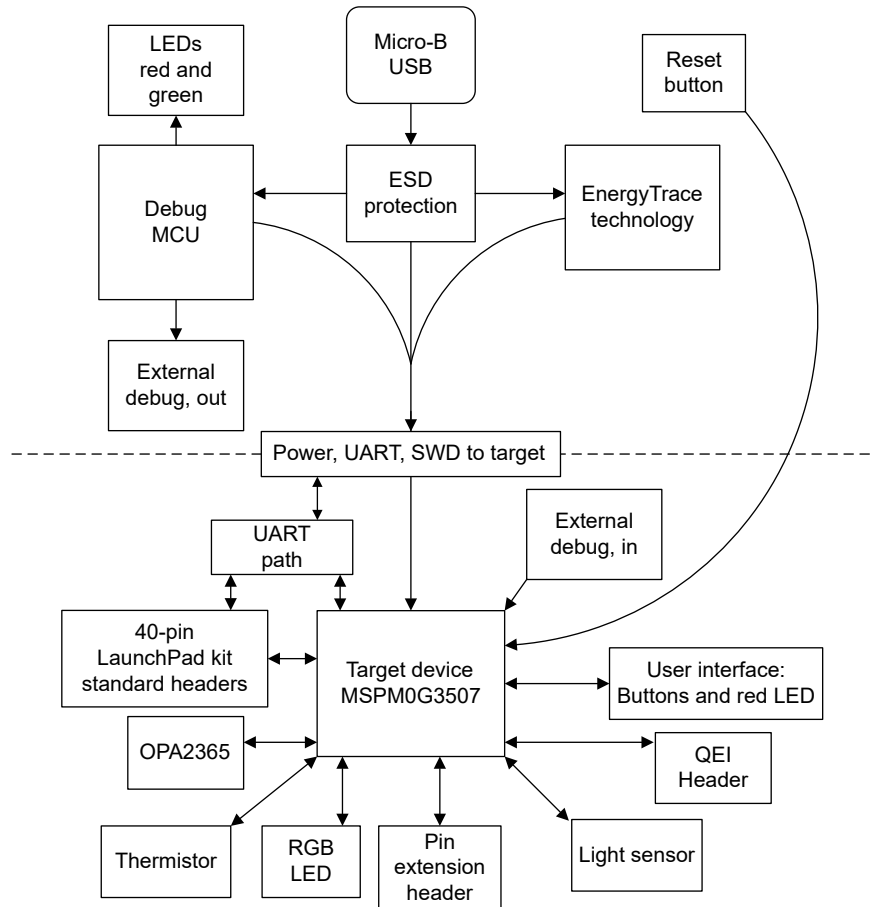 LEDs
red and
green
Micro-B
USB
Reset
button
Debug
MCU
ESD
protection
EnergyTrace
technology
External
debug, out
Power, UART, SWD to target
UART
path
External
debug, in
40-pin
LaunchPad kit
standard headers
Target device
MSPM0G3507
User interface:
Buttons and red LED
OPA2365
QEI
Header
Thermistor
RGB
LED
Pin
extension
header
Light sensor